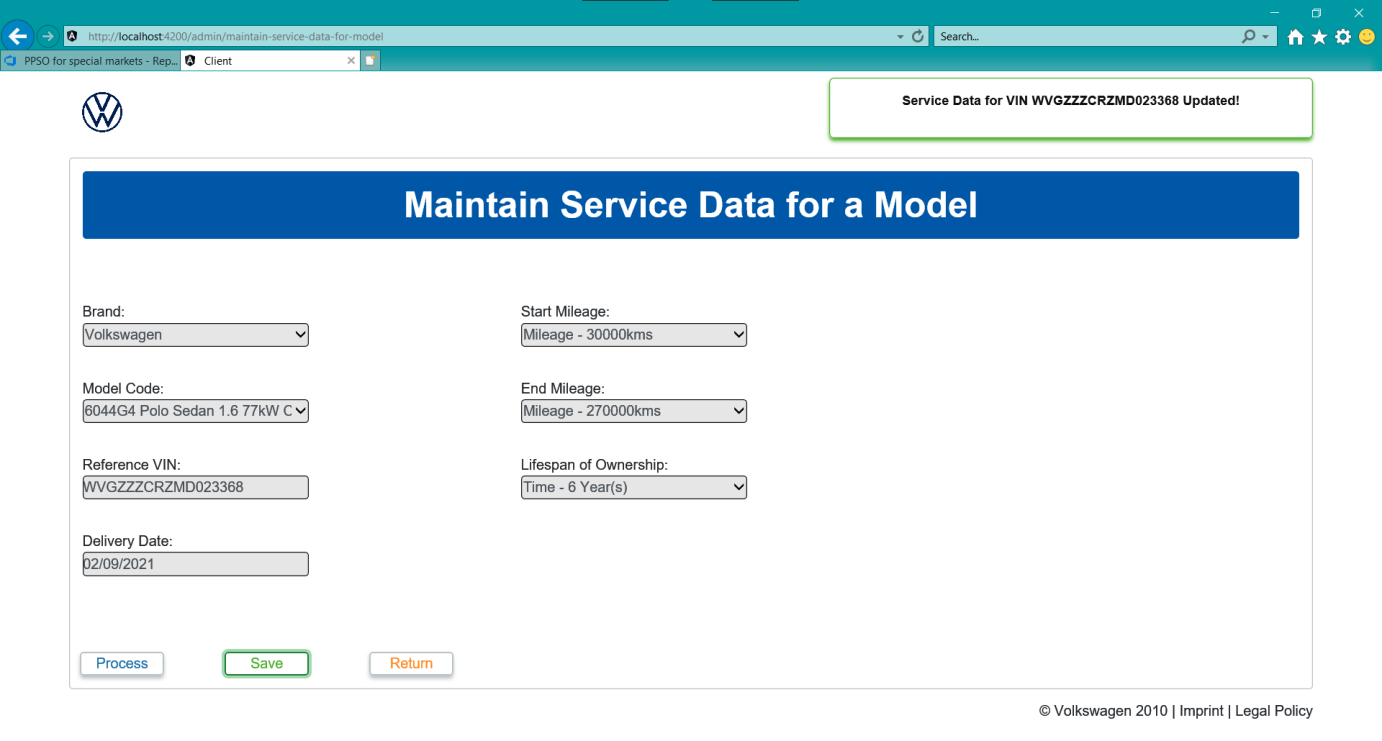 http://localhost:4200/admin/maintain-service-data-for-model
Search...
PPSO for special markets - Rep...
Client
Service Data for VIN WVGZZZCRZMD023368 Updated!
Maintain Service Data for a Model
Brand:
Volkswagen
Start Mileage:
Mileage - 30000kms
Model Code:
6044G4 Polo Sedan 1.6 77kW C
End Mileage:
Mileage - 270000kms
Reference VIN:
WVGZZZCRZMD023368
Lifespan of Ownership:
Time - 6 Year(s)
Delivery Date:
02/09/2021
Process
Save
Return
© Volkswagen 2010 | Imprint | Legal Policy